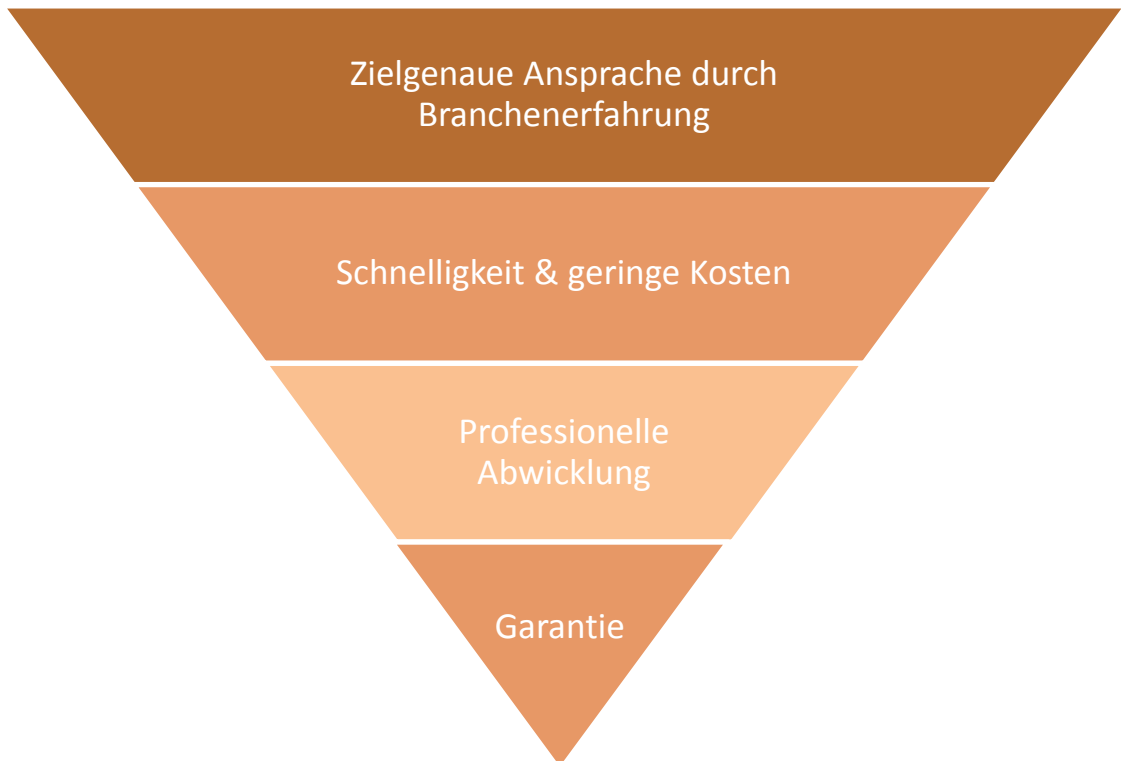 Zielgenaue Ansprache durch
Branchenerfahrung
Schnelligkeit & geringe Kosten
Professionelle
Abwicklung
Garantie